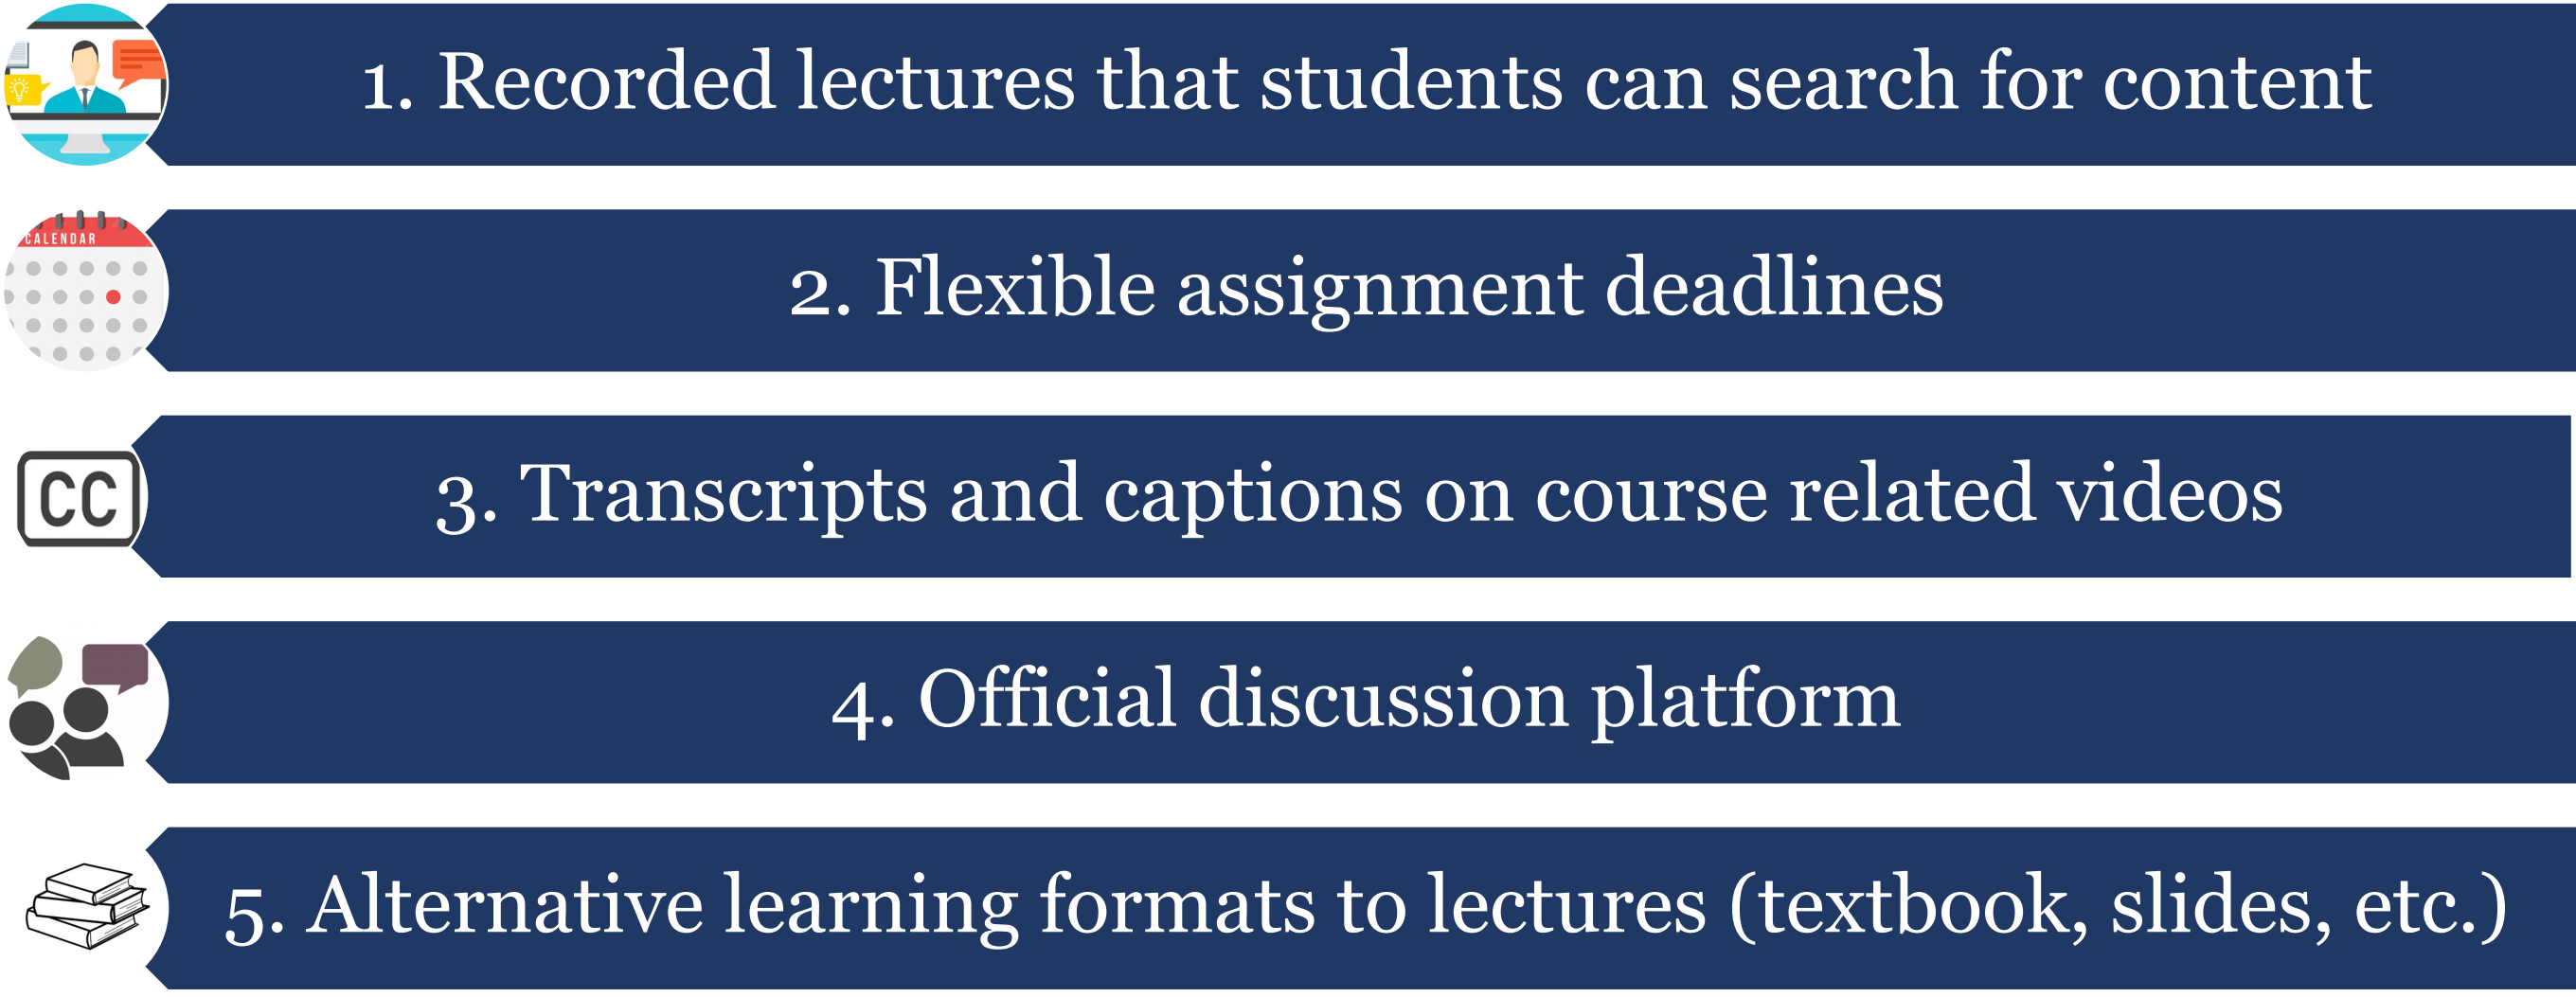 1. Recorded lectures that students can search for content
CALENDAR
2. Flexible assignment deadlines
CC
3. Transcripts and captions on course related videos
4. Official discussion platform
5. Alternative learning formats to lectures (textbook, slides, etc.)